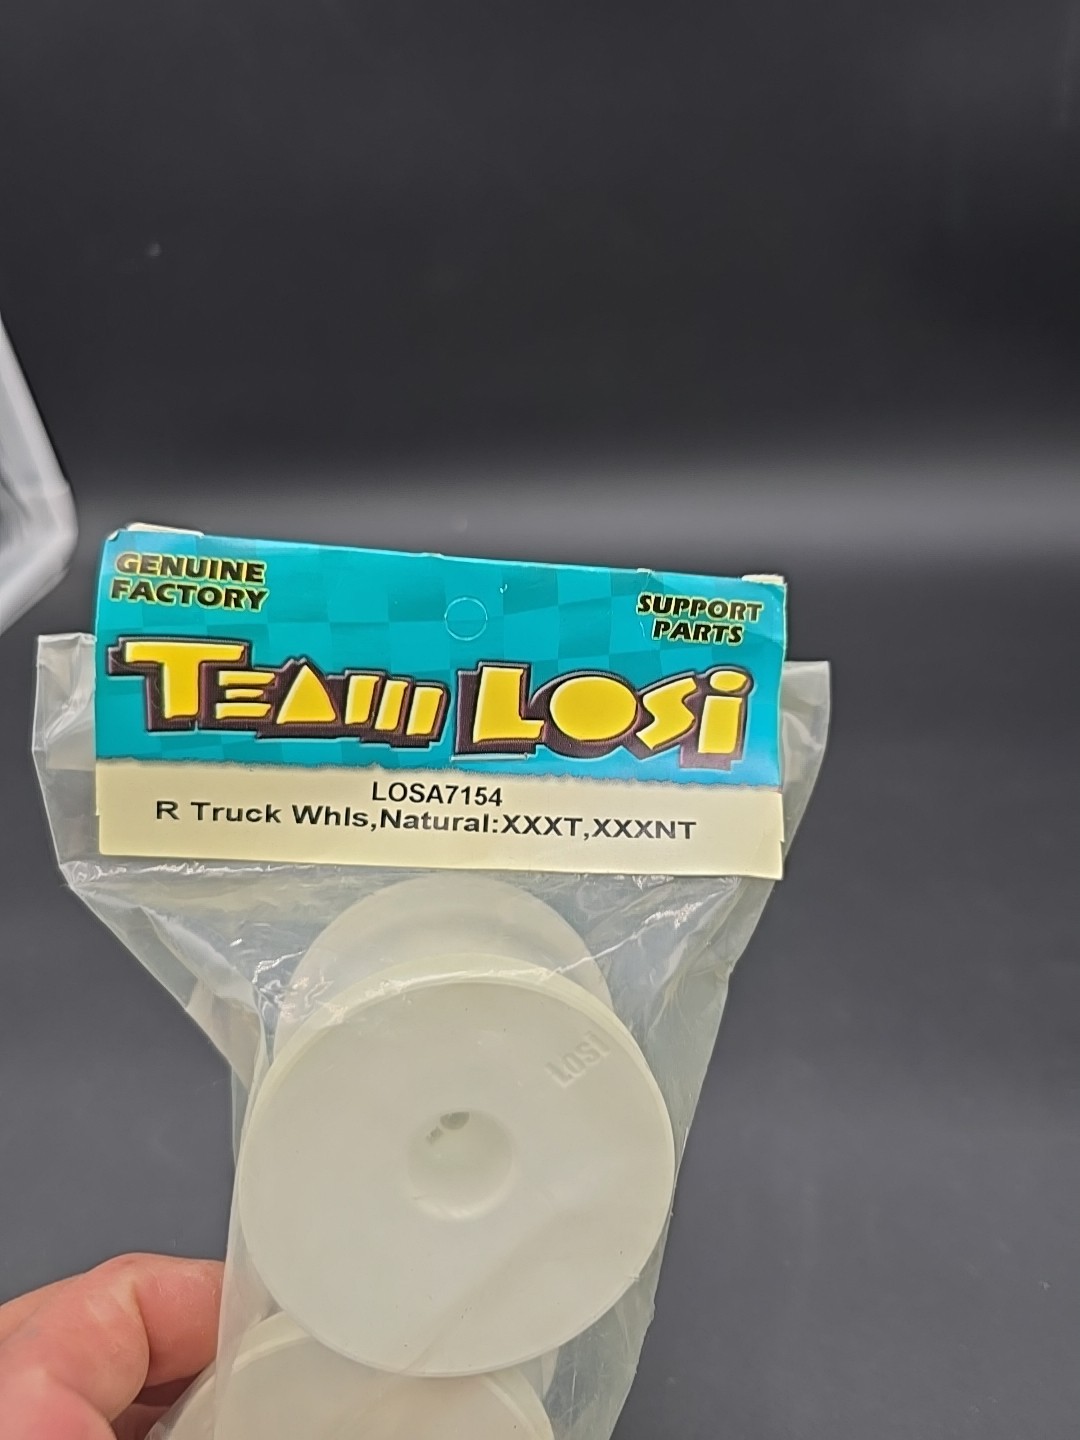 GENUINE
FACTORY
SUPPORT
PARTS
TEAM LOSi
LOSA7154
R Truck Whls,Natural:XXXT,XXXNT
LOSi